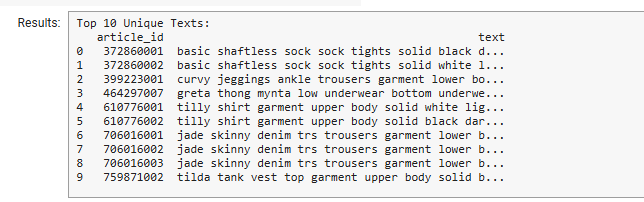 Results:
Top 10 Unique Texts:
article_id text
0 372860001 basic shaftless sock sock tights solid black d...
1 372860002 basic shaftless sock sock tights solid white l...
2 399223001 curvy jeggings ankle trousers garment lower bo...
3 464297007 greta thong mynta low underwear bottom underwe...
4 610776001 tilly shirt garment upper body solid white lig...
5 610776002 tilly shirt garment upper body solid black dar...
6 706016001 jade skinny denim trs trousers garment lower b...
7 706016002 jade skinny denim trs trousers garment lower b...
8 706016003 jade skinny denim trs trousers garment lower b...
9 759871002 tilda tank vest top garment upper body solid b...